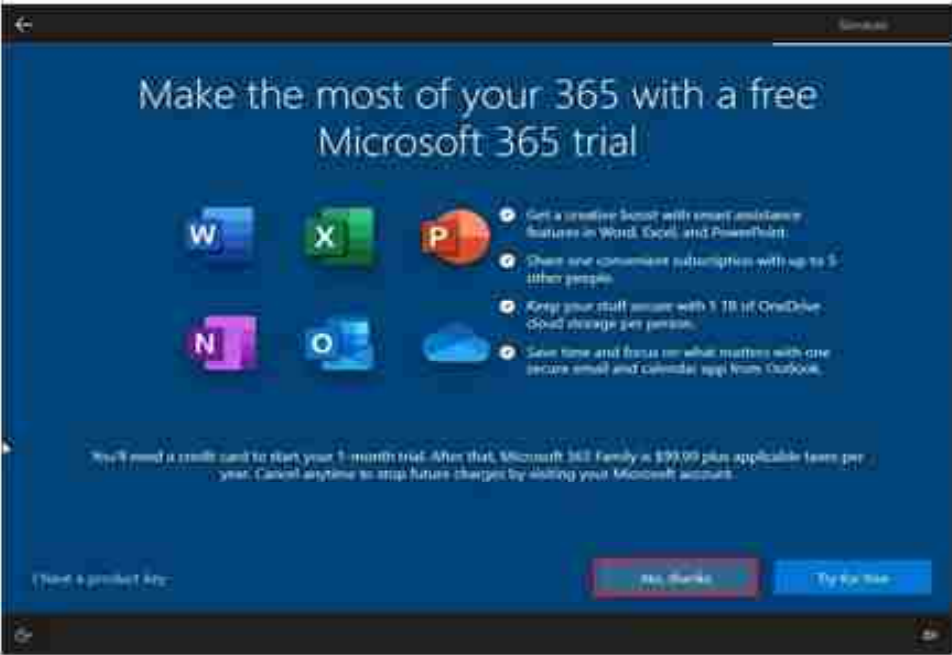 Services
Make the most of your 365 with a free
Microsoft 365 trial
W
X
P
Get a creative boost with smart assistance
features in Word, Excel, and PowerPoint.
Share one convenient subscription with up to 5
other people.
N
O
Keep your stuff secure with 1 TB of OneDrive
cloud storage per person.
Save time and focus on what matters with one
secure email and calendar app from Outlook.
You'll need a credit card to start your 1-month trial. After that, Microsoft 365 Family is $99.99 plus applicable taxes per
year. Cancel anytime to stop future charges by visiting your Microsoft account.
I have a product key
No, thanks
Try for free